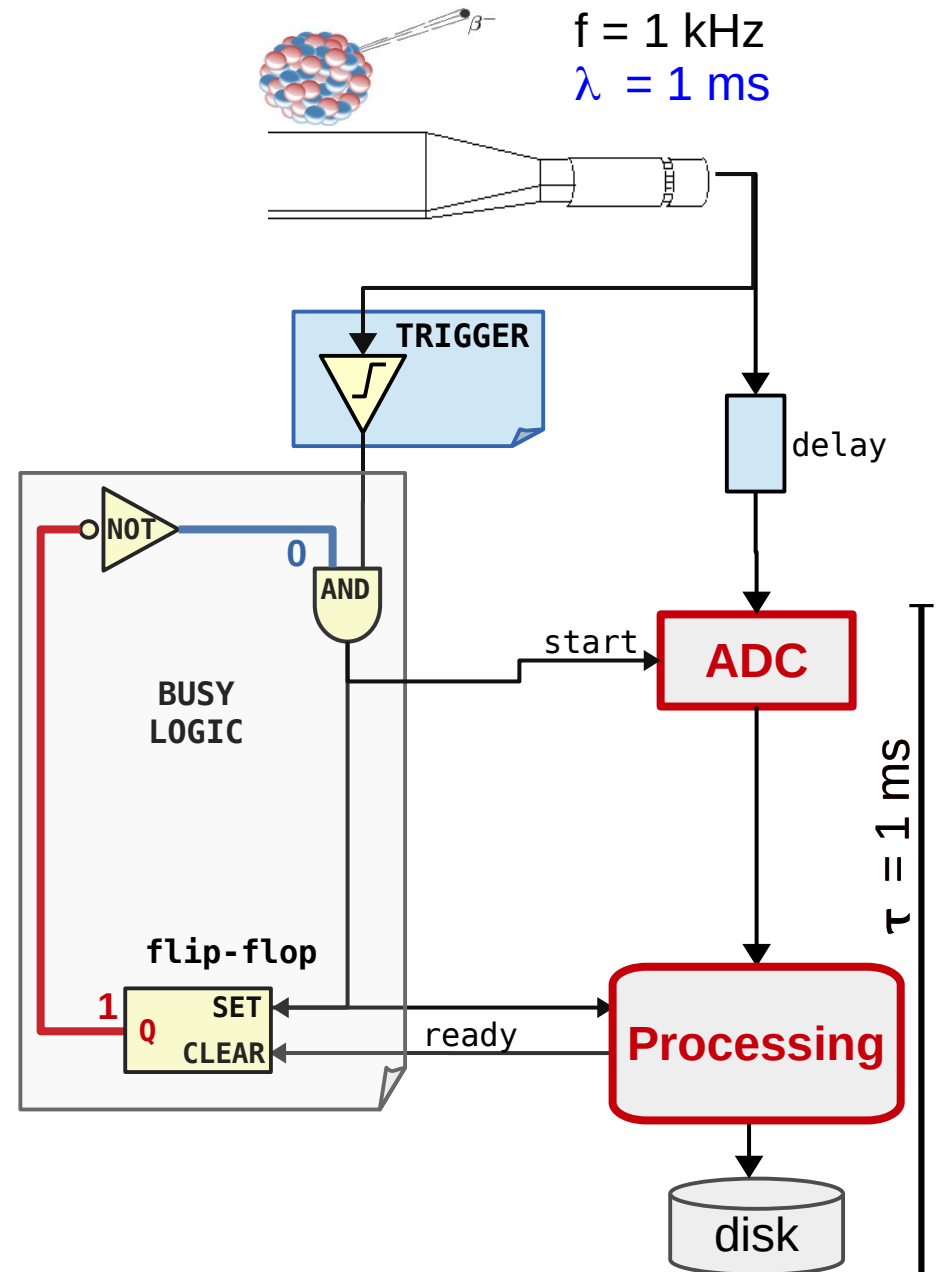 β−
f = 1 kHz
λ = 1 ms
TRIGGER
delay
NOT
0
AND
start
ADC
BUSY
LOGIC
τ = 1 ms
flip-flop
1
Q
SET
CLEAR
ready
Processing
disk